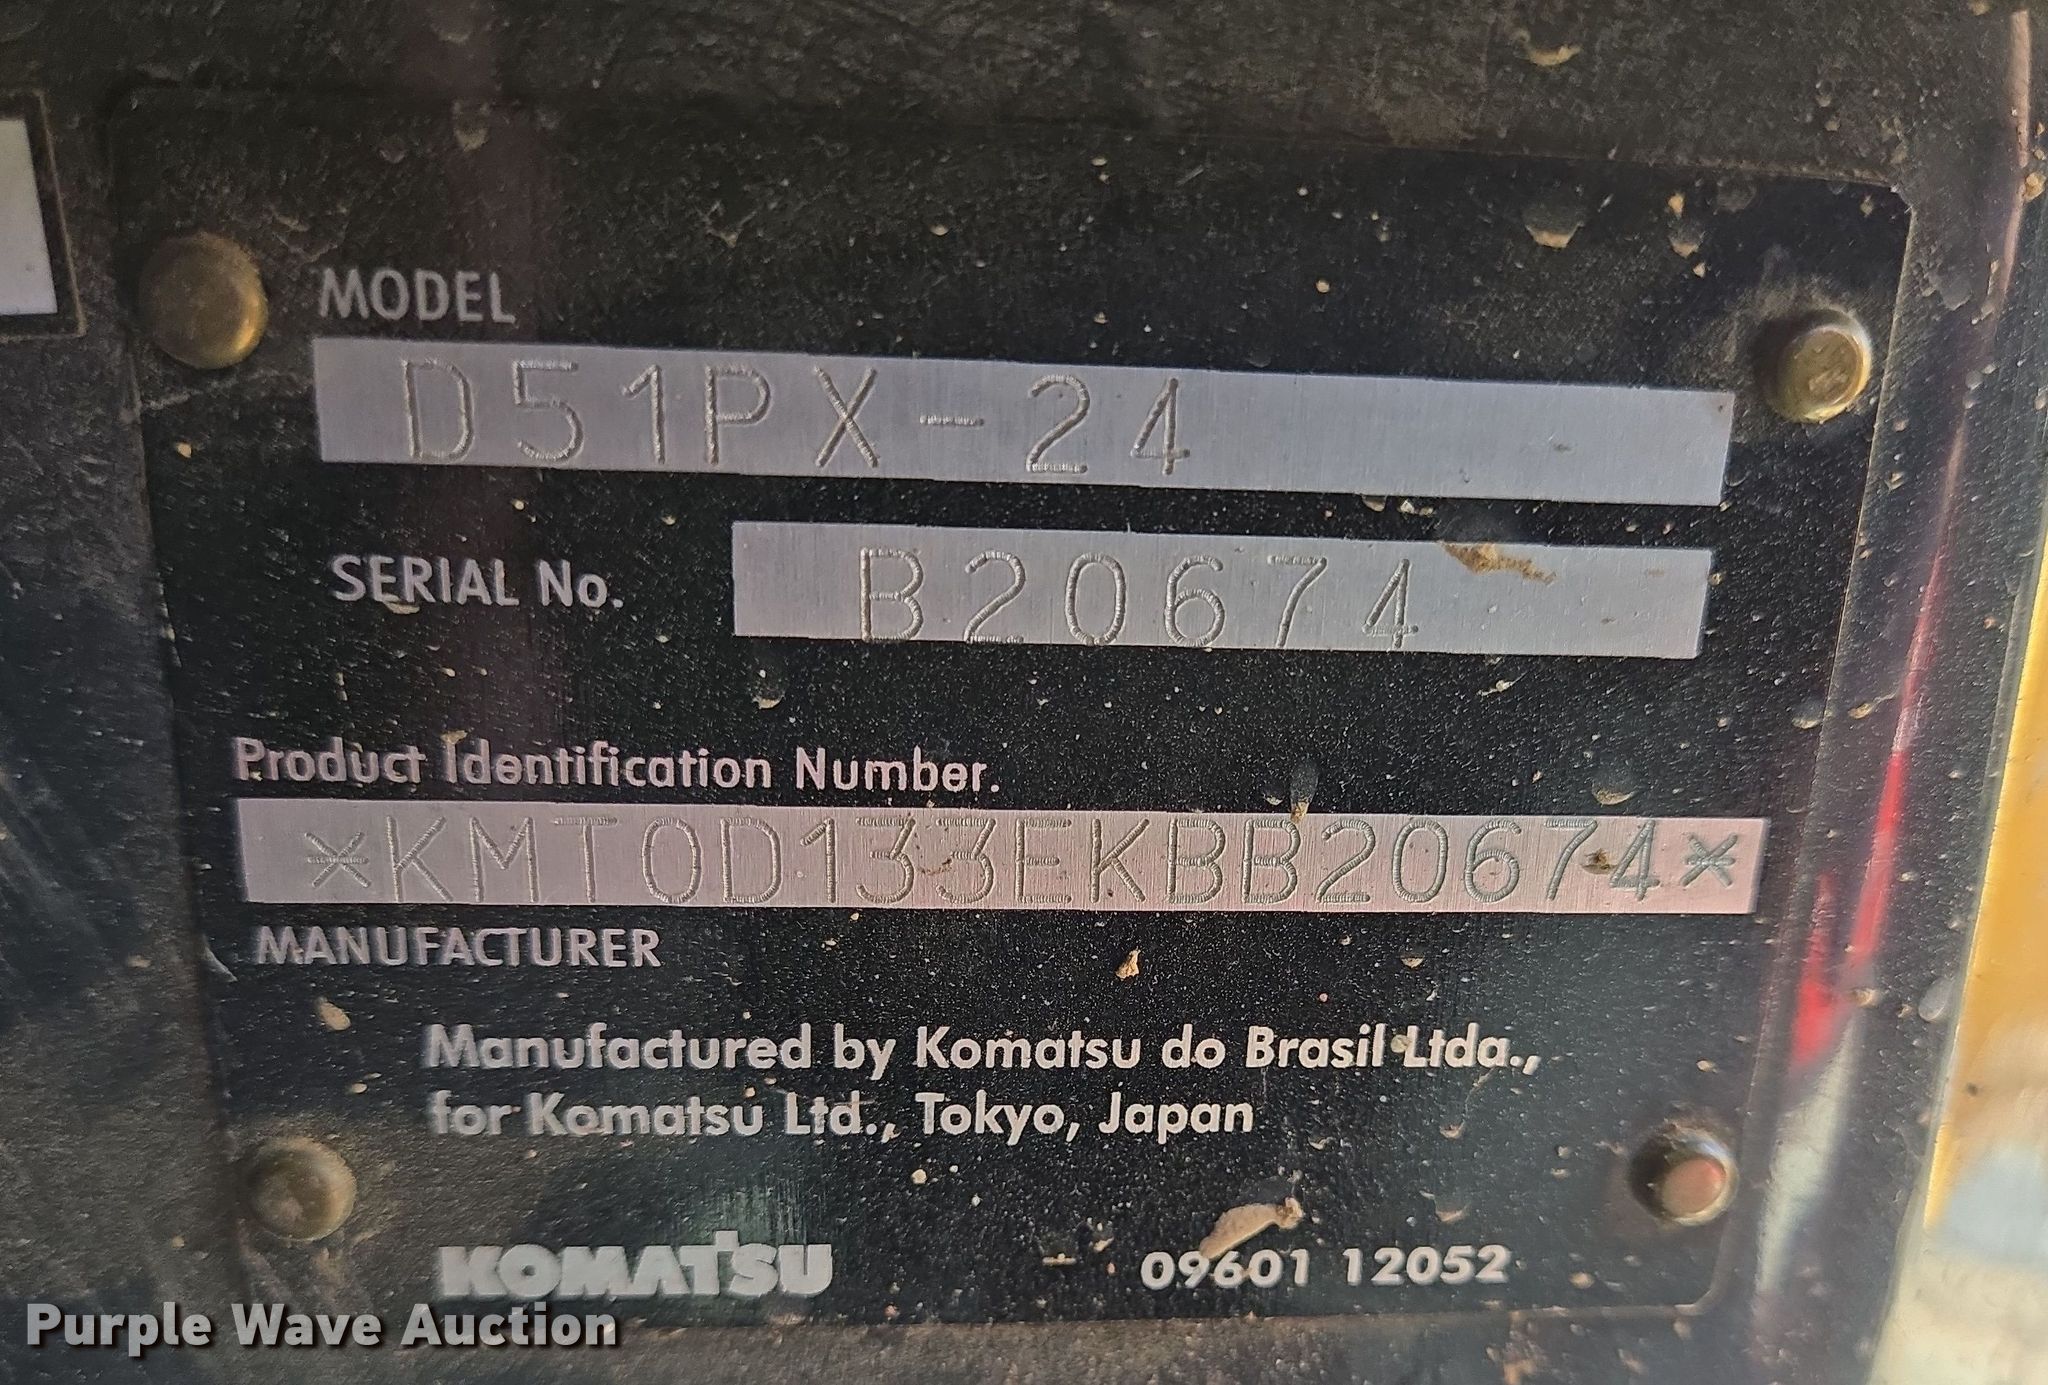 MODEL
D51PX-24
SERIAL No. B20674
Product Identification Number.
*KMT0D133EKBB20674*
MANUFACTURER
Manufactured by Komatsu do Brasil Ltda.,
for Komatsu Ltd., Tokyo, Japan
KOMATSU 09601 12052
Purple Wave Auction